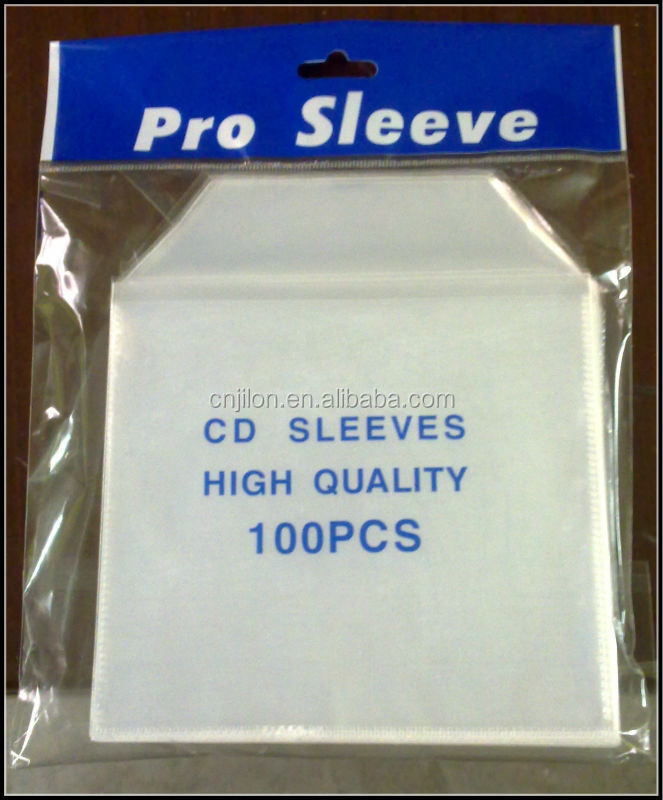 Pro Sleeve
cnjilon.en.alibaba.com
CD SLEEVES
HIGH QUALITY
100PCS